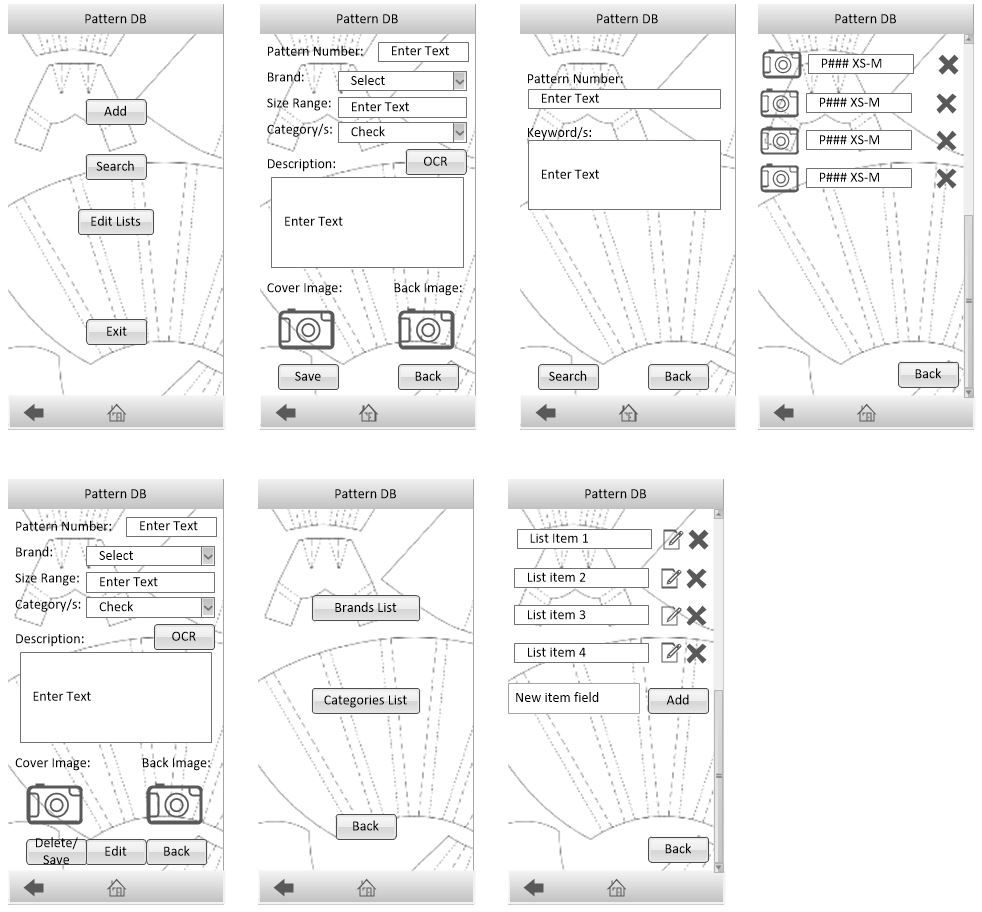 Pattern DB
Add
Search
Edit Lists
Exit
Pattern DB
Pattern Number: Enter Text
Brand: Select
Size Range: Enter Text
Category/s: Check
Description: OCR
Enter Text
Cover Image: Back Image:
Save Back
Pattern DB
Pattern Number:
Enter Text
Keyword/s:
Enter Text
Search Back
Pattern DB
P### XS-M
P### XS-M
P### XS-M
P### XS-M
Back
Pattern DB
Pattern Number: Enter Text
Brand: Select
Size Range: Enter Text
Category/s: Check
Description: OCR
Enter Text
Cover Image: Back Image:
Delete/
Save Edit Back
Pattern DB
Brands List
Categories List
Back
Pattern DB
List Item 1
List item 2
List item 3
List item 4
New item field Add
Back